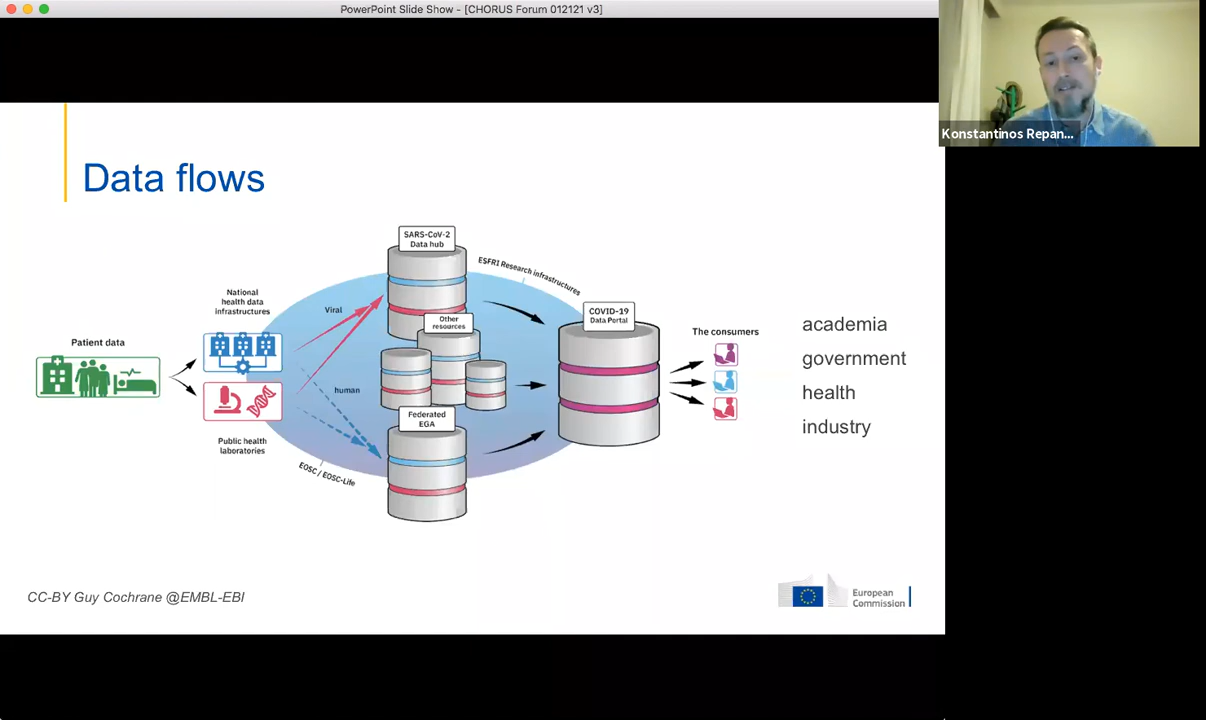 PowerPoint Slide Show - [CHORUS Forum 012121 v3]
Konstantinos Repan...
Data flows
SARS-CoV-2
Data hub
ESFRI Research infrastructures
National
health data
infrastructures
Viral
COVID-19
Data Portal
Other
resources
The consumers
academia
Patient data
government
human
health
Federated
EGA
industry
Public health
laboratories
EOSC / EOSC-Life
CC-BY Guy Cochrane @EMBL-EBI
European
Commission